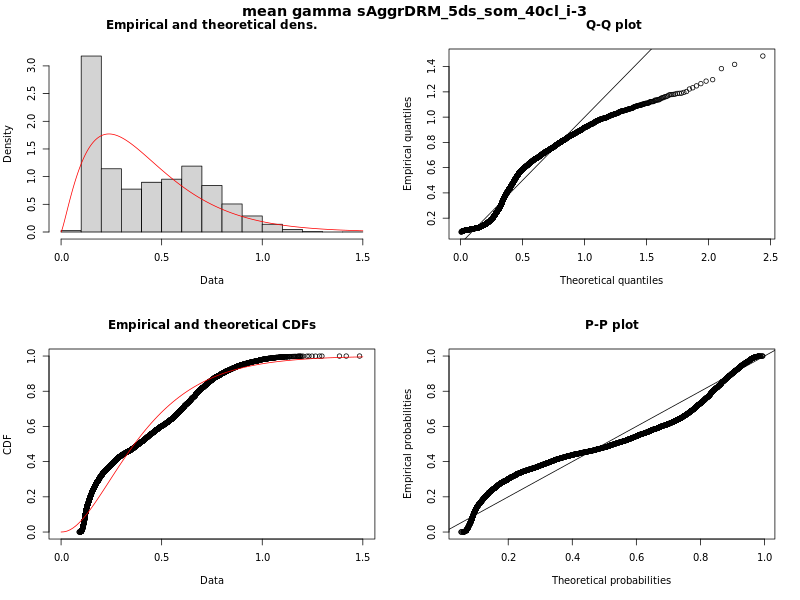 mean gamma sAggrDRM_5ds_som_40cl_i-3
Empirical and theoretical dens.
Density
0.0 0.5 1.0 1.5 2.0 2.5 3.0
0.0 0.5 1.0 1.5
Data
Q-Q plot
Empirical quantiles
0.2 0.4 0.6 0.8 1.0 1.2 1.4
0.0 0.5 1.0 1.5 2.0 2.5
Theoretical quantiles
Empirical and theoretical CDFs
CDF
0.0 0.2 0.4 0.6 0.8 1.0
0.0 0.5 1.0 1.5
Data
P-P plot
Empirical probabilities
0.0 0.2 0.4 0.6 0.8 1.0
0.2 0.4 0.6 0.8 1.0
Theoretical probabilities